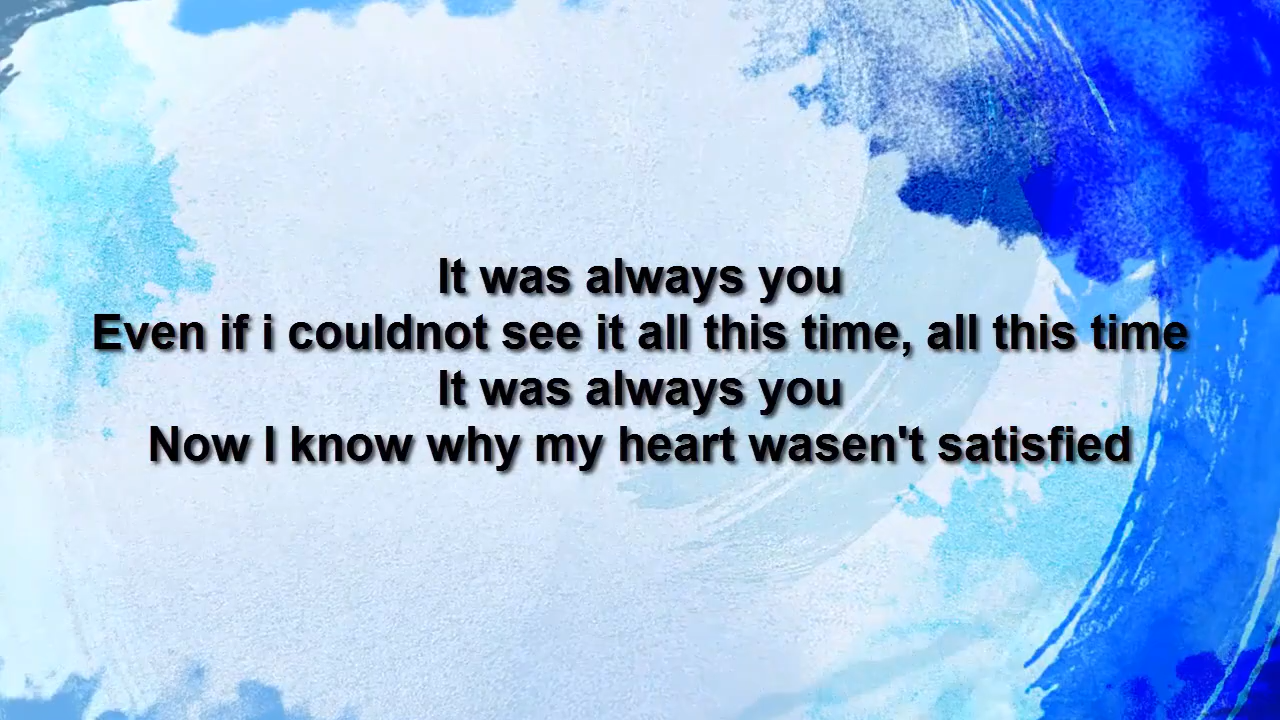 It was always you
Even if i couldnot see it all this time, all this time
It was always you
Now I know why my heart wasen't satisfied